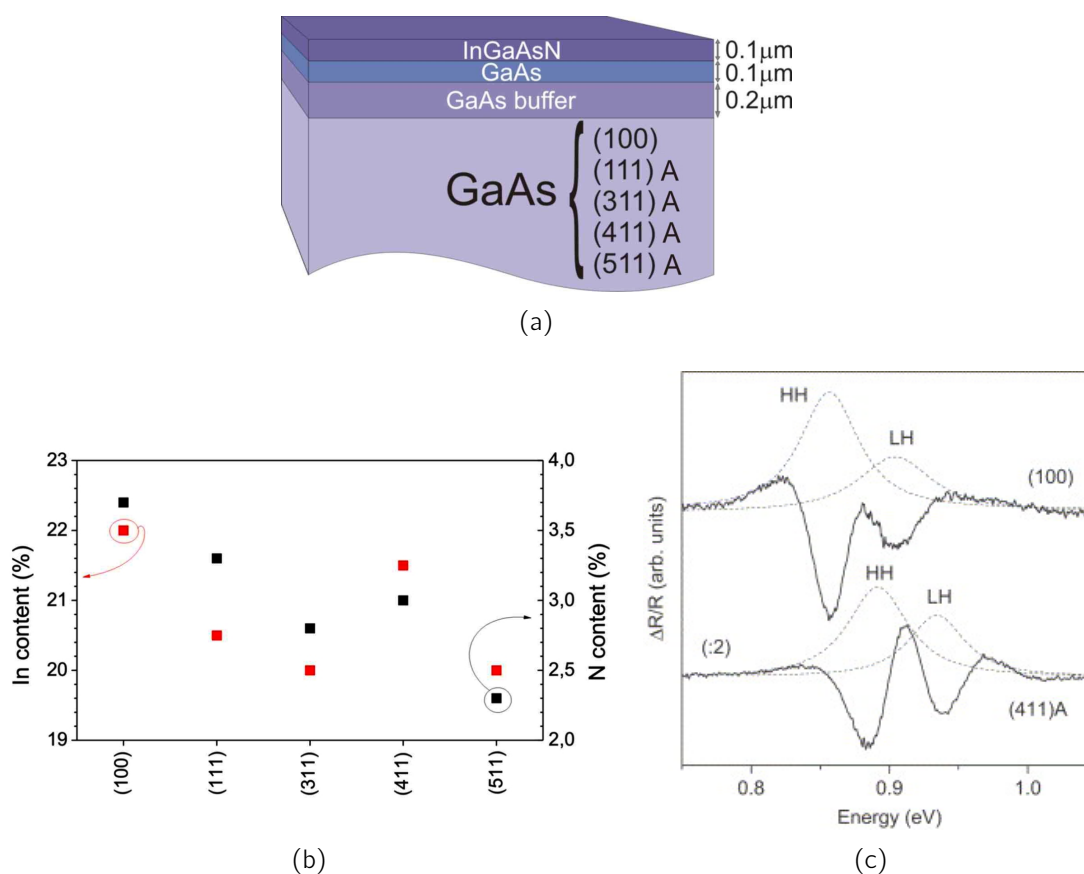 InGaAsN
0.1μm
GaAs
0.1μm
GaAs buffer
0.2μm
GaAs
(100)
(111) A
(311) A
(411) A
(511) A
(a)
In content (%)
23
22
21
20
19
4,0
3,5
3,0
2,5
2,0
N content (%)
(100)
(111)
(311)
(411)
(511)
(b)
ΔR/R (arb. units)
HH
LH
(100)
HH
LH
(:2)
(411)A
0.8
0.9
1.0
Energy (eV)
(c)